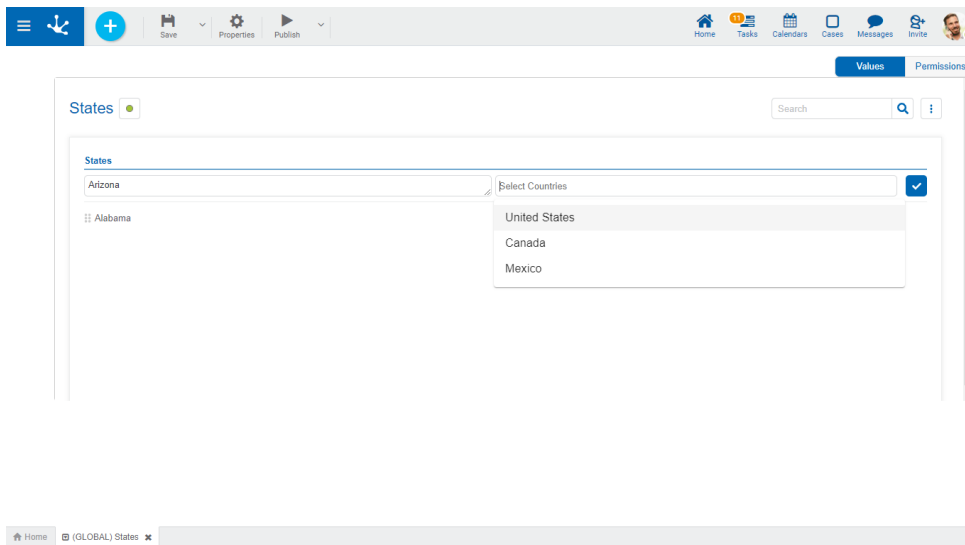 Save
Properties
Publish
Home
11
Tasks
Calendars
Cases
Messages
Invite
Values
Permissions
States
Search
States
Arizona
Select Countries
Alabama
United States
Canada
Mexico
Home
(GLOBAL) States